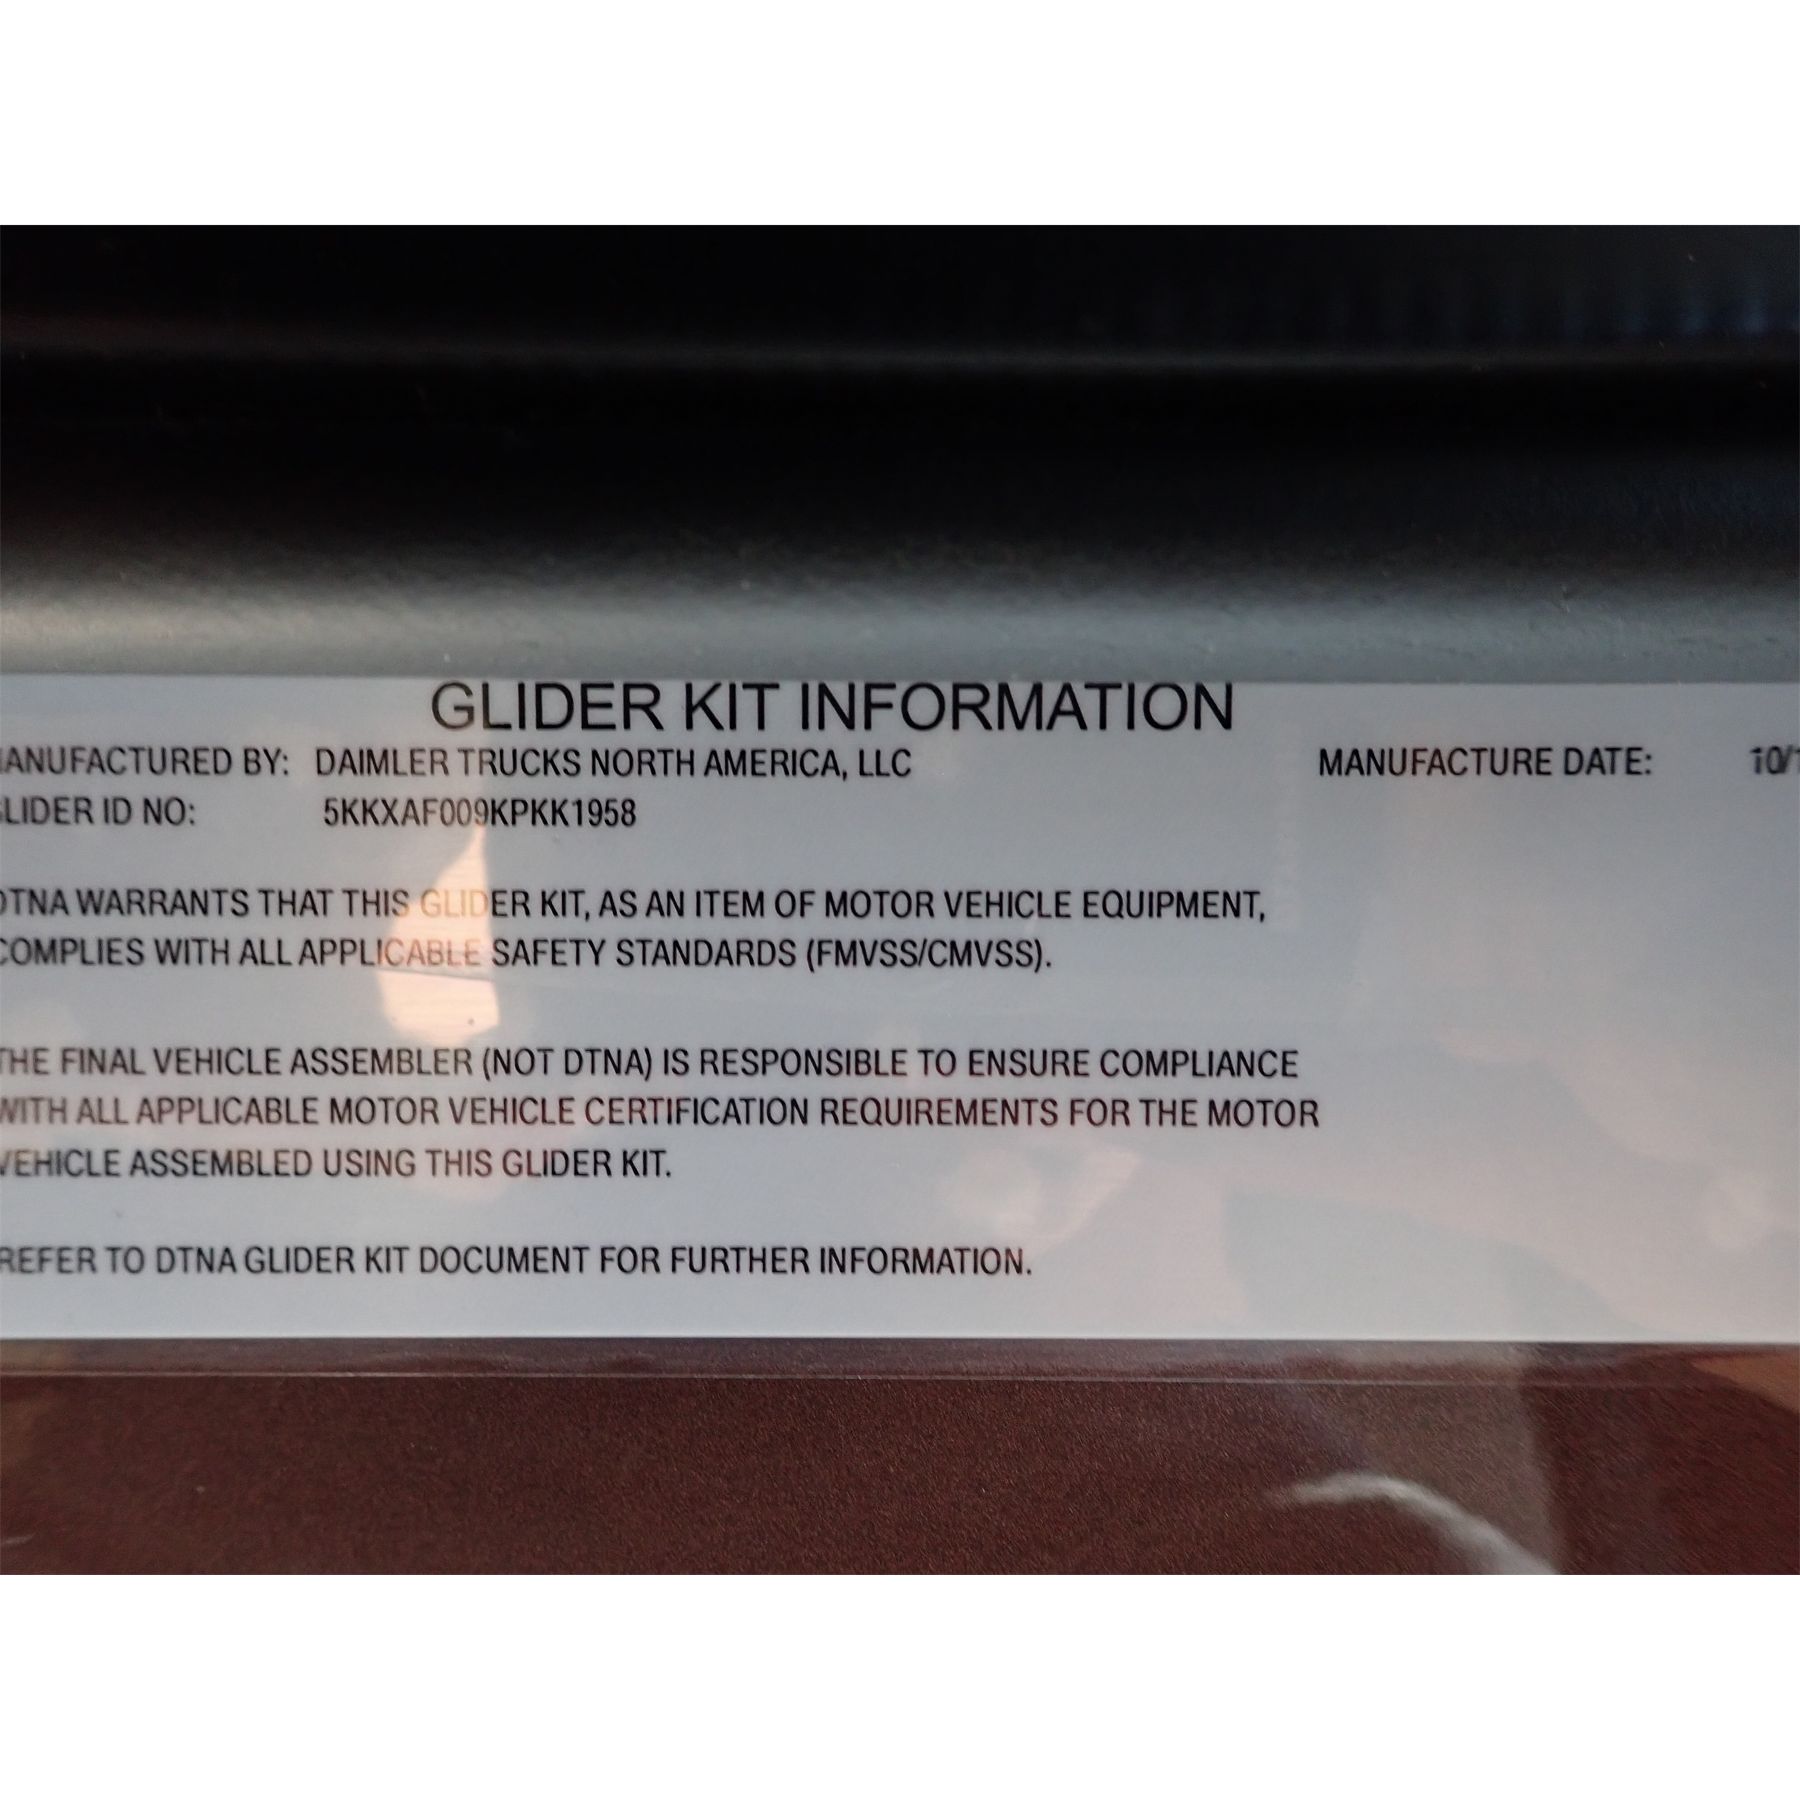 GLIDER KIT INFORMATION
ANUFACTURED BY: DAIMLER TRUCKS NORTH AMERICA, LLC MANUFACTURE DATE: 10/1
LIDER ID NO: 5KKXAF009KPKK1958
DTNA WARRANTS THAT THIS GLIDER KIT, AS AN ITEM OF MOTOR VEHICLE EQUIPMENT,
COMPLIES WITH ALL APPLICABLE SAFETY STANDARDS (FMVSS/CMVSS).
THE FINAL VEHICLE ASSEMBLER (NOT DTNA) IS RESPONSIBLE TO ENSURE COMPLIANCE
WITH ALL APPLICABLE MOTOR VEHICLE CERTIFICATION REQUIREMENTS FOR THE MOTOR
VEHICLE ASSEMBLED USING THIS GLIDER KIT.
REFER TO DTNA GLIDER KIT DOCUMENT FOR FURTHER INFORMATION.